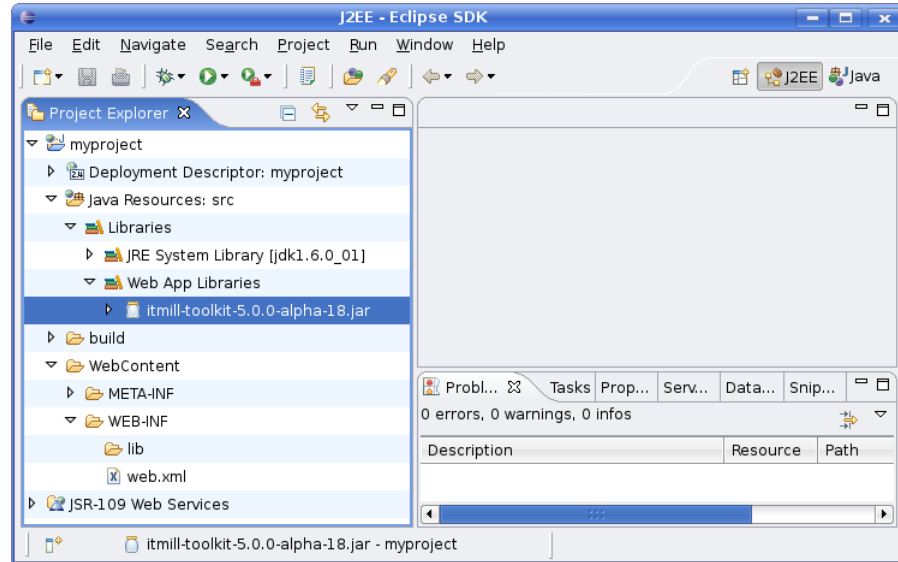 J2EE - Eclipse SDK
File Edit Navigate Search Project Run Window Help
J2EE Java
Project Explorer
myproject
Deployment Descriptor: myproject
Java Resources: src
Libraries
JRE System Library [jdk1.6.0_01]
Web App Libraries
itmill-toolkit-5.0.0-alpha-18.jar
build
WebContent
META-INF
WEB-INF
lib
web.xml
JSR-109 Web Services
Probl... Tasks Prop... Serv... Data... Snip...
0 errors, 0 warnings, 0 infos
Description Resource Path
itmill-toolkit-5.0.0-alpha-18.jar - myproject